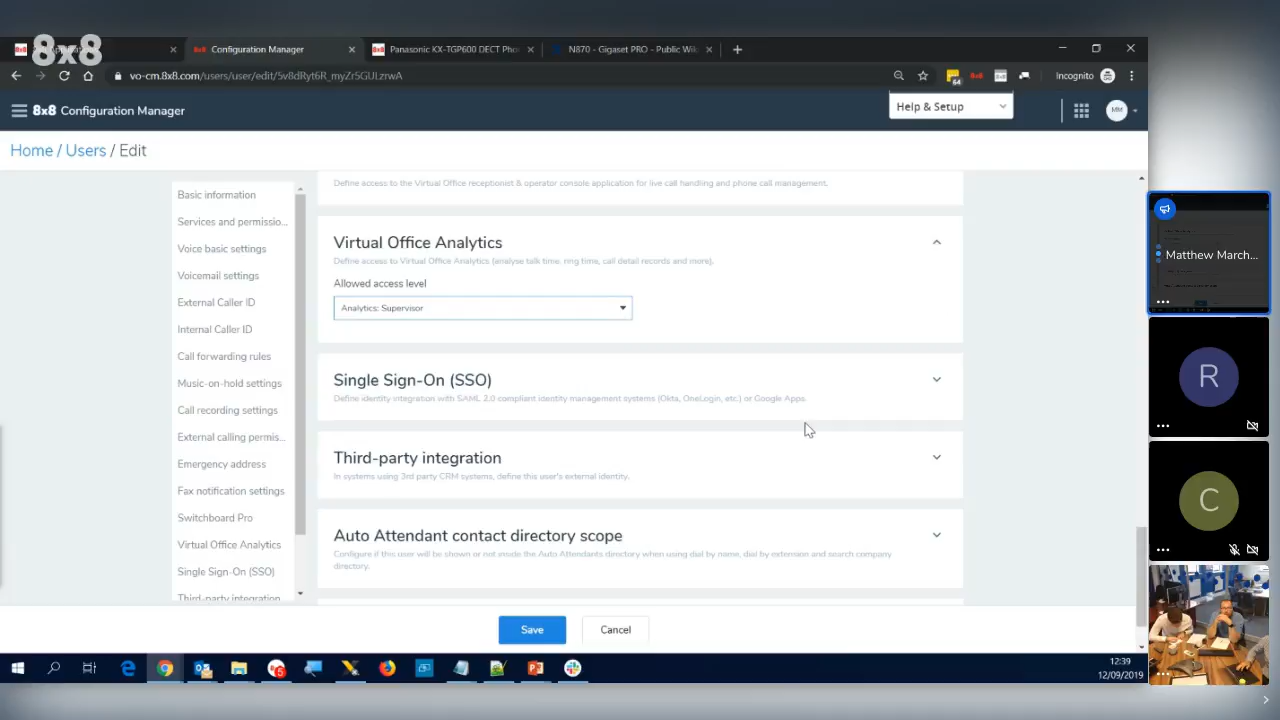 8x8
Configuration Manager
Panasonic KX-TGP600 DECT Pho
N870 - Gigaset PRO - Public Wik
vo-cm.8x8.com/users/user/edit/5v8dRyt6R_myZr5GULzrwA
64
Incognito
8x8 Configuration Manager
Help & Setup
MM
Home / Users / Edit
Basic information
Services and permissio...
Voice basic settings
Voicemail settings
External Caller ID
Internal Caller ID
Call forwarding rules
Music-on-hold settings
Call recording settings
External calling permis...
Emergency address
Fax notification settings
Switchboard Pro
Virtual Office Analytics
Single Sign-On (SSO)
Third-party integration
Define access to the Virtual Office receptionist & operator console application for live call handling and phone call management.
Virtual Office Analytics
Define access to Virtual Office Analytics (analyse talk time, ring time, call detail records and more).
Allowed access level
Analytics: Supervisor
Single Sign-On (SSO)
Define identity integration with SAML 2.0 compliant identity management systems (Okta, OneLogin, etc.) or Google Apps.
Third-party integration
In systems using 3rd party CRM systems, define this user's external identity.
Auto Attendant contact directory scope
Configure if this user will be shown or not inside the Auto Attendants directory when using dial by name, dial by extension and search company
directory.
Save
Cancel
Matthew March...
R
C
12:39
12/09/2019